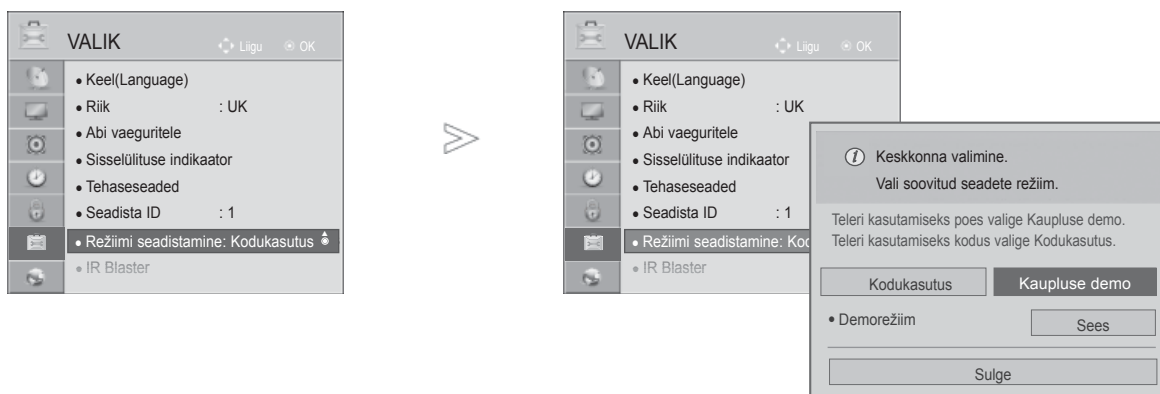 VALIK
Liigu
OK
• Keel(Language)
• Riik : UK
• Abi vaeguritele
• Sisselülituse indikaator
• Tehaseseaded
• Seadista ID : 1
• Režiimi seadistamine: Kodukasutus
• IR Blaster
VALIK
Liigu
OK
• Keel(Language)
• Riik : UK
• Abi vaeguritele
• Sisselülituse indikaator
• Tehaseseaded
• Seadista ID : 1
• Režiimi seadistamine: Koc
• IR Blaster
Keskkonna valimine.
Vali soovitud seadete režiim.
Teleri kasutamiseks poes valige Kaupluse demo.
Teleri kasutamiseks kodus valige Kodukasutus.
Kodukasutus
Kaupluse demo
• Demorežiim
Sees
Sulge